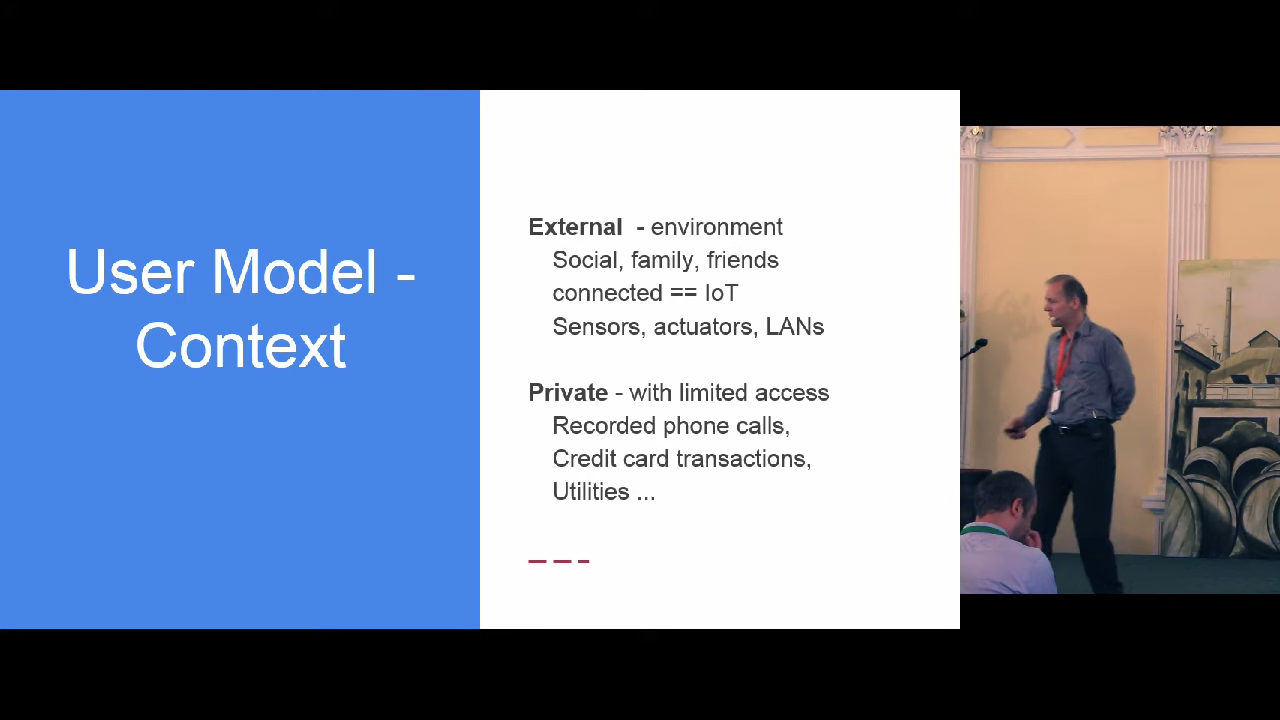 User Model -
Context
External - environment
Social, family, friends
connected == IoT
Sensors, actuators, LANs
Private - with limited access
Recorded phone calls,
Credit card transactions,
Utilities ...